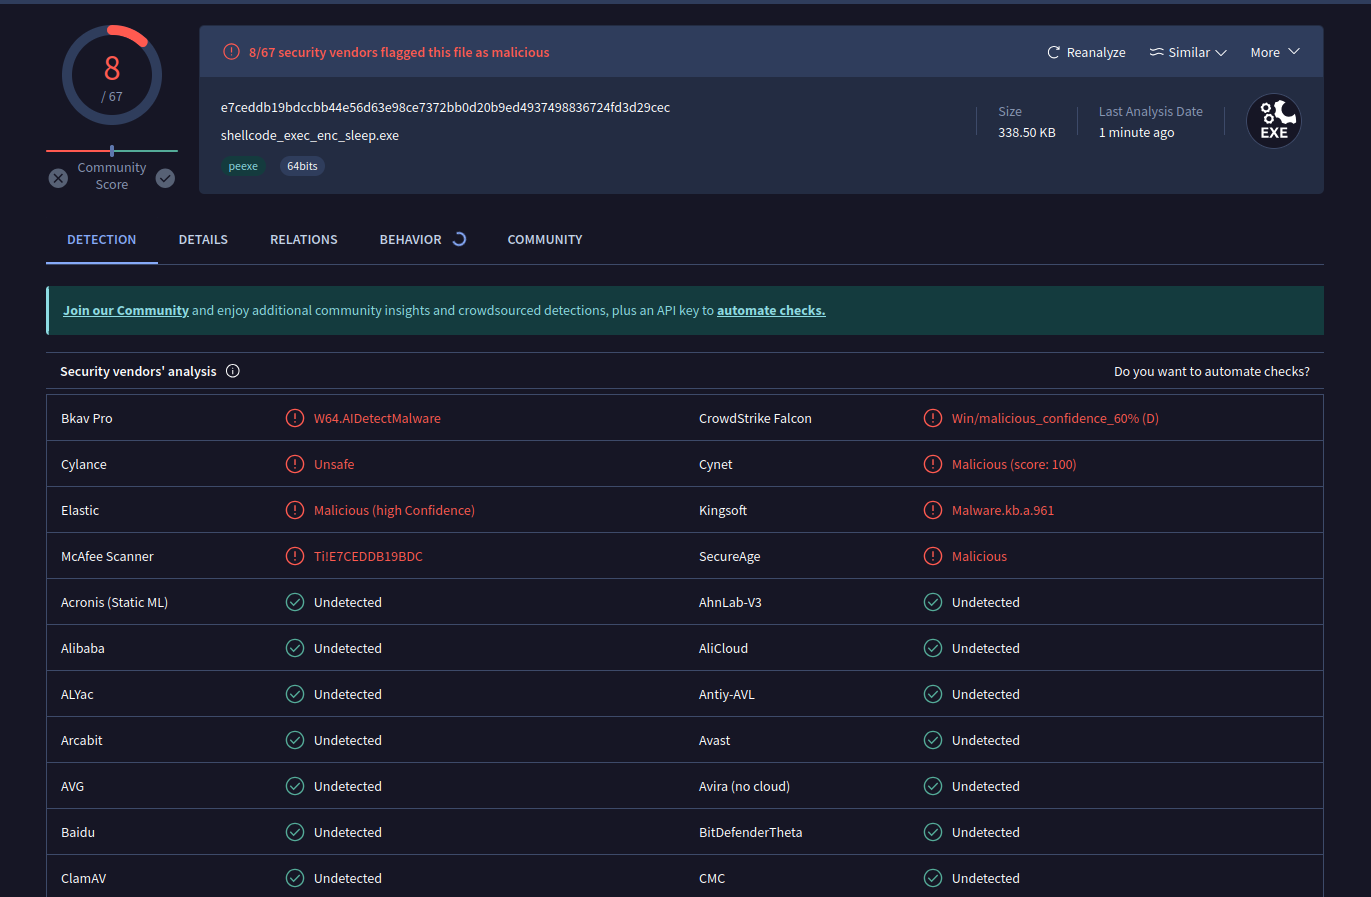 8
/ 67
Community
Score
8/67 security vendors flagged this file as malicious
Reanalyze Similar More
e7ceddb19bdccbb44e56d63e98ce7372bb0d20b9ed4937498836724fd3d29cec
shellcode_exec_enc_sleep.exe
peexe 64bits
Size
338.50 KB
Last Analysis Date
1 minute ago
EXE
DETECTION DETAILS RELATIONS BEHAVIOR COMMUNITY
Join our Community and enjoy additional community insights and crowdsourced detections, plus an API key to automate checks.
Security vendors' analysis Do you want to automate checks?
Bkav Pro W64.AIDetectMalware CrowdStrike Falcon Win/malicious_confidence_60% (D)
Cylance Unsafe Cynet Malicious (score: 100)
Elastic Malicious (high Confidence) Kingsoft Malware.kb.a.961
McAfee Scanner Ti!E7CEDDB19BDC SecureAge Malicious
Acronis (Static ML) Undetected AhnLab-V3 Undetected
Alibaba Undetected AliCloud Undetected
ALYac Undetected Antiy-AVL Undetected
Arcabit Undetected Avast Undetected
AVG Undetected Avira (no cloud) Undetected
Baidu Undetected BitDefenderTheta Undetected
ClamAV Undetected CMC Undetected